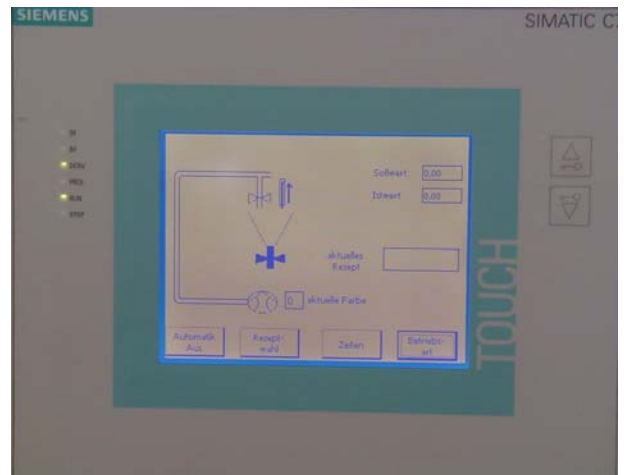 SIEMENS
SIMATIC C7
SF
BF
DC5V
FRCE
RUN
STOP
Sollwert 0,00
Istwert 0,00
aktuelles
Rezept
0 aktuelle Farbe
Automatik
Aus
Rezept-
wahl
Zeiten
Betriebs-
art
TOUCH